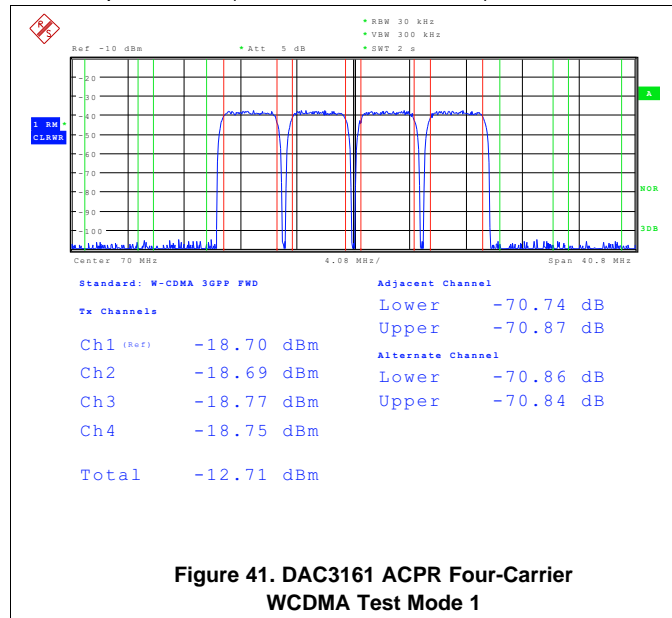 R/S
* RBW 30 kHz
* VBW 300 kHz
Ref -10 dBm * Att 5 dB * SWT 2 s
-20
A
-30
-40
1 RM *
CLRWR
-50
-60
-70
-80
NOR
-90
-100
3DB
Center 70 MHz 4.08 MHz/ Span 40.8 MHz
Standard: W-CDMA 3GPP FWD
Tx Channels
Ch1 (Ref) -18.70 dBm
Ch2 -18.69 dBm
Ch3 -18.77 dBm
Ch4 -18.75 dBm
Total -12.71 dBm
Adjacent Channel
Lower -70.74 dB
Upper -70.87 dB
Alternate Channel
Lower -70.86 dB
Upper -70.84 dB
Figure 41. DAC3161 ACPR Four-Carrier
WCDMA Test Mode 1